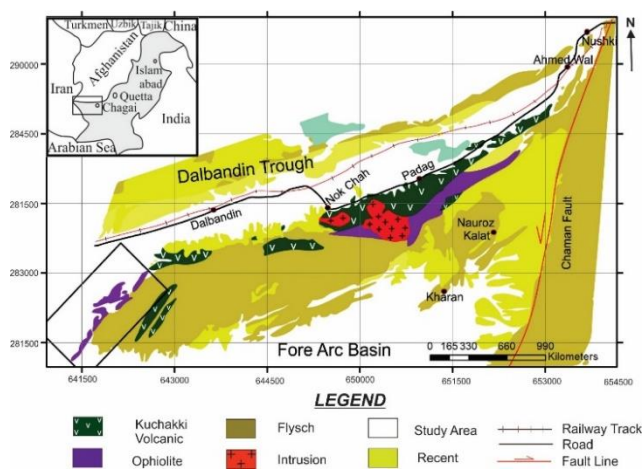 Turkmen
Uzbik
Tajik
China
Afghanistan
Islam
abad
Iran
Quetta
Chagai
India
Arabian Sea
N
Nushki
Ahmed Wal
290000
284500
281500
283000
281500
Dalbandin Trough
Padag
Nok Chah
Dalbandin
Nauroz
Kalat
Chaman Fault
Kharan
Fore Arc Basin
0 165 330 660 990
Kilometers
641500 643000 644500 650000 651500 653000 654500
LEGEND
Kuchakki
Volcanic
Flysch
Study Area
Railway Track
Road
Ophiolite
Intrusion
Recent
Fault Line